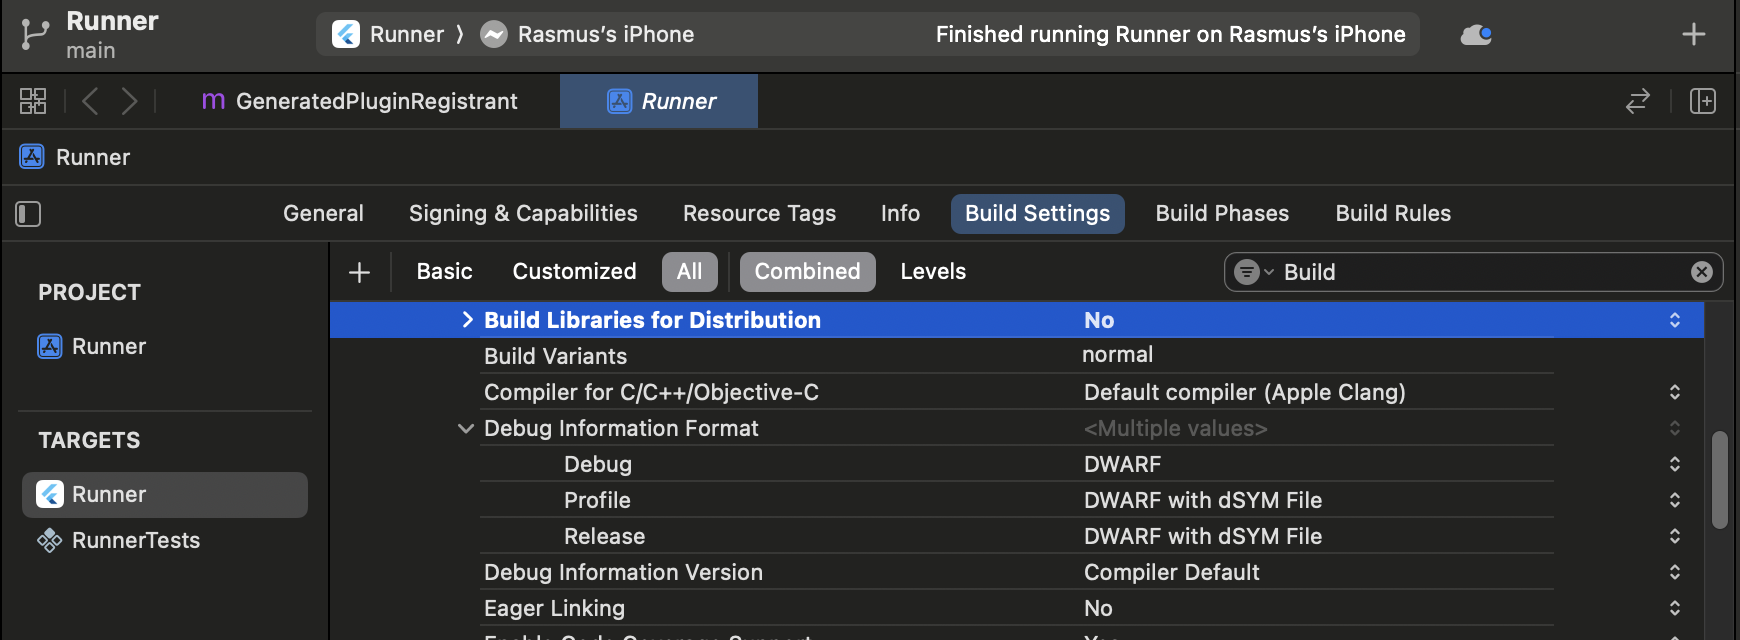 Runner
main
Runner
Rasmus’s iPhone
Finished running Runner on Rasmus’s iPhone
GeneratedPluginRegistrant
Runner
Runner
General
Signing & Capabilities
Resource Tags
Info
Build Settings
Build Phases
Build Rules
PROJECT
Runner
TARGETS
Runner
RunnerTests
Basic
Customized
All
Combined
Levels
Build
Build Libraries for Distribution No
Build Variants normal
Compiler for C/C++/Objective-C Default compiler (Apple Clang)
Debug Information Format <Multiple values>
Debug DWARF
Profile DWARF with dSYM File
Release DWARF with dSYM File
Debug Information Version Compiler Default
Eager Linking No